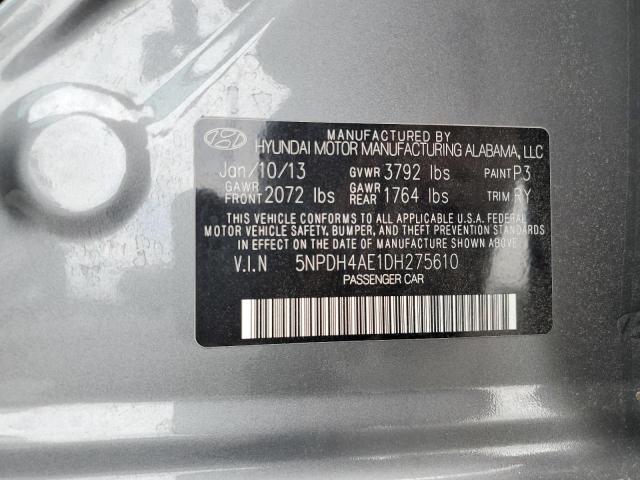 MANUFACTURED BY
HYUNDAI MOTOR MANUFACTURING ALABAMA, LLC
Jan/10/13 GVWR 3792 lbs PAINT P3
GAWR FRONT 2072 lbs GAWR REAR 1764 lbs TRIM RY
THIS VEHICLE CONFORMS TO ALL APPLICABLE U.S.A. FEDERAL
MOTOR VEHICLE SAFETY, BUMPER, AND THEFT PREVENTION STANDARDS
IN EFFECT ON THE DATE OF MANUFACTURE SHOWN ABOVE.
V.I.N 5NPDH4AE1DH275610
PASSENGER CAR